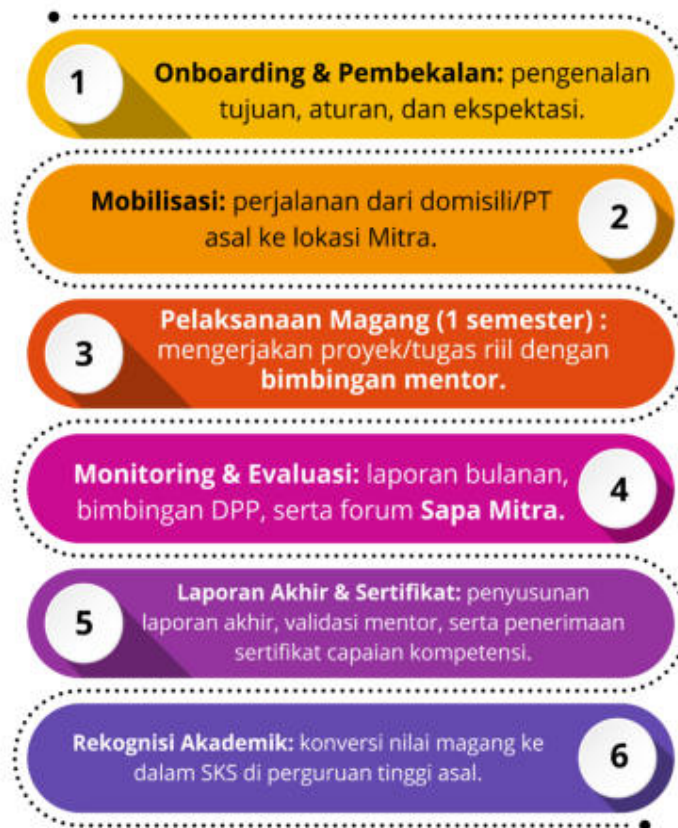 1
Onboarding & Pembekalan: pengenalan
tujuan, aturan, dan ekspektasi.
Mobilisasi: perjalanan dari domisili/PT
asal ke lokasi Mitra.
2
3
Pelaksanaan Magang (1 semester) :
mengerjakan proyek/tugas riil dengan
bimbingan mentor.
Monitoring & Evaluasi: laporan bulanan,
bimbingan DPP, serta forum Sapa Mitra.
4
5
Laporan Akhir & Sertifikat: penyusunan
laporan akhir, validasi mentor, serta penerimaan
sertifikat capaian kompetensi.
Rekognisi Akademik: konversi nilai magang ke
dalam SKS di perguruan tinggi asal.
6